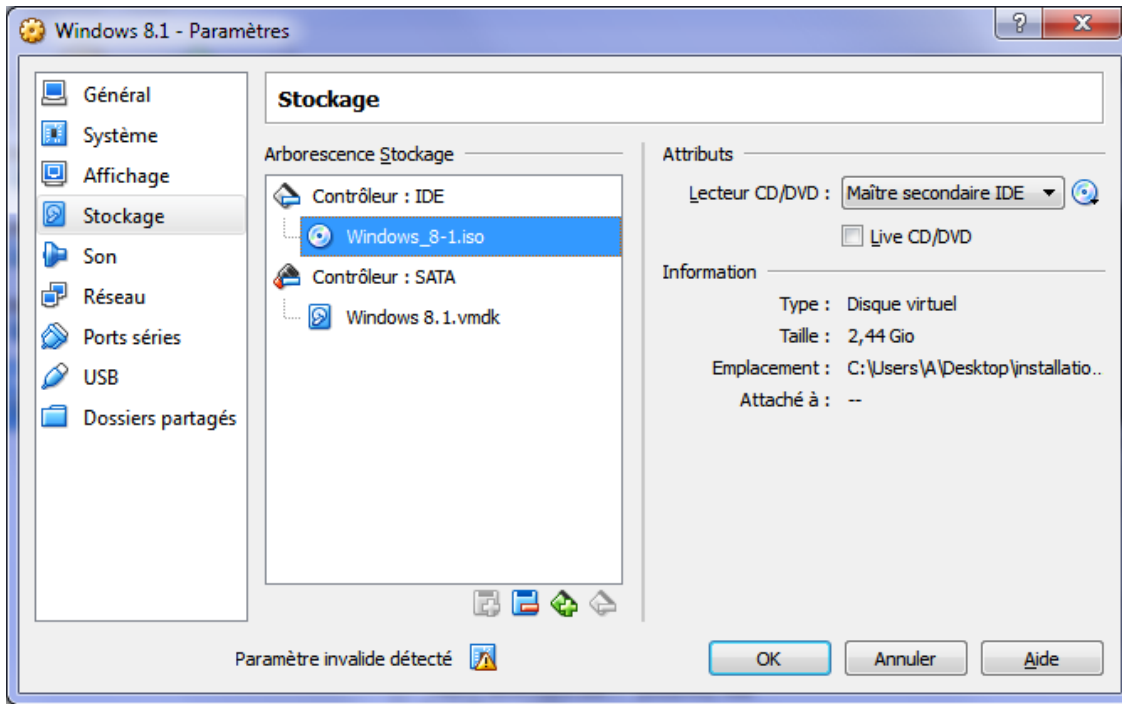 Windows 8.1 - Paramètres
Général
Système
Affichage
Stockage
Son
Réseau
Ports séries
USB
Dossiers partagés
Stockage
Arborescence Stockage
Contrôleur : IDE
Windows_8-1.iso
Contrôleur : SATA
Windows 8.1.vmdk
Attributs
Lecteur CD/DVD : Maître secondaire IDE
Live CD/DVD
Information
Type : Disque virtuel
Taille : 2,44 Gio
Emplacement : C:\Users\A\Desktop\installatio..
Attaché à : --
Paramètre invalide détecté
OK Annuler Aide